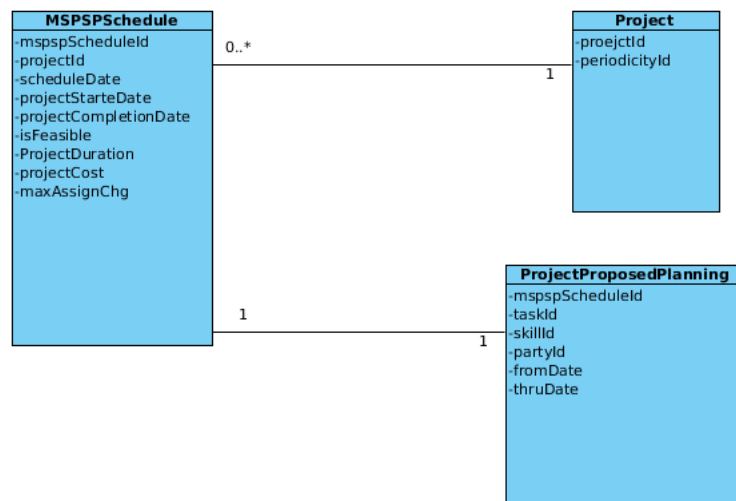 MSPSPSchedule
-mspspScheduleId
-projectId
-scheduleDate
-projectStarteDate
-projectCompletionDate
-isFeasible
-ProjectDuration
-projectCost
-maxAssignChg
0..*
1
Project
-proejctId
-periodicityId
1
1
ProjectProposedPlanning
-mspspScheduleId
-taskId
-skillId
-partyId
-fromDate
-thruDate